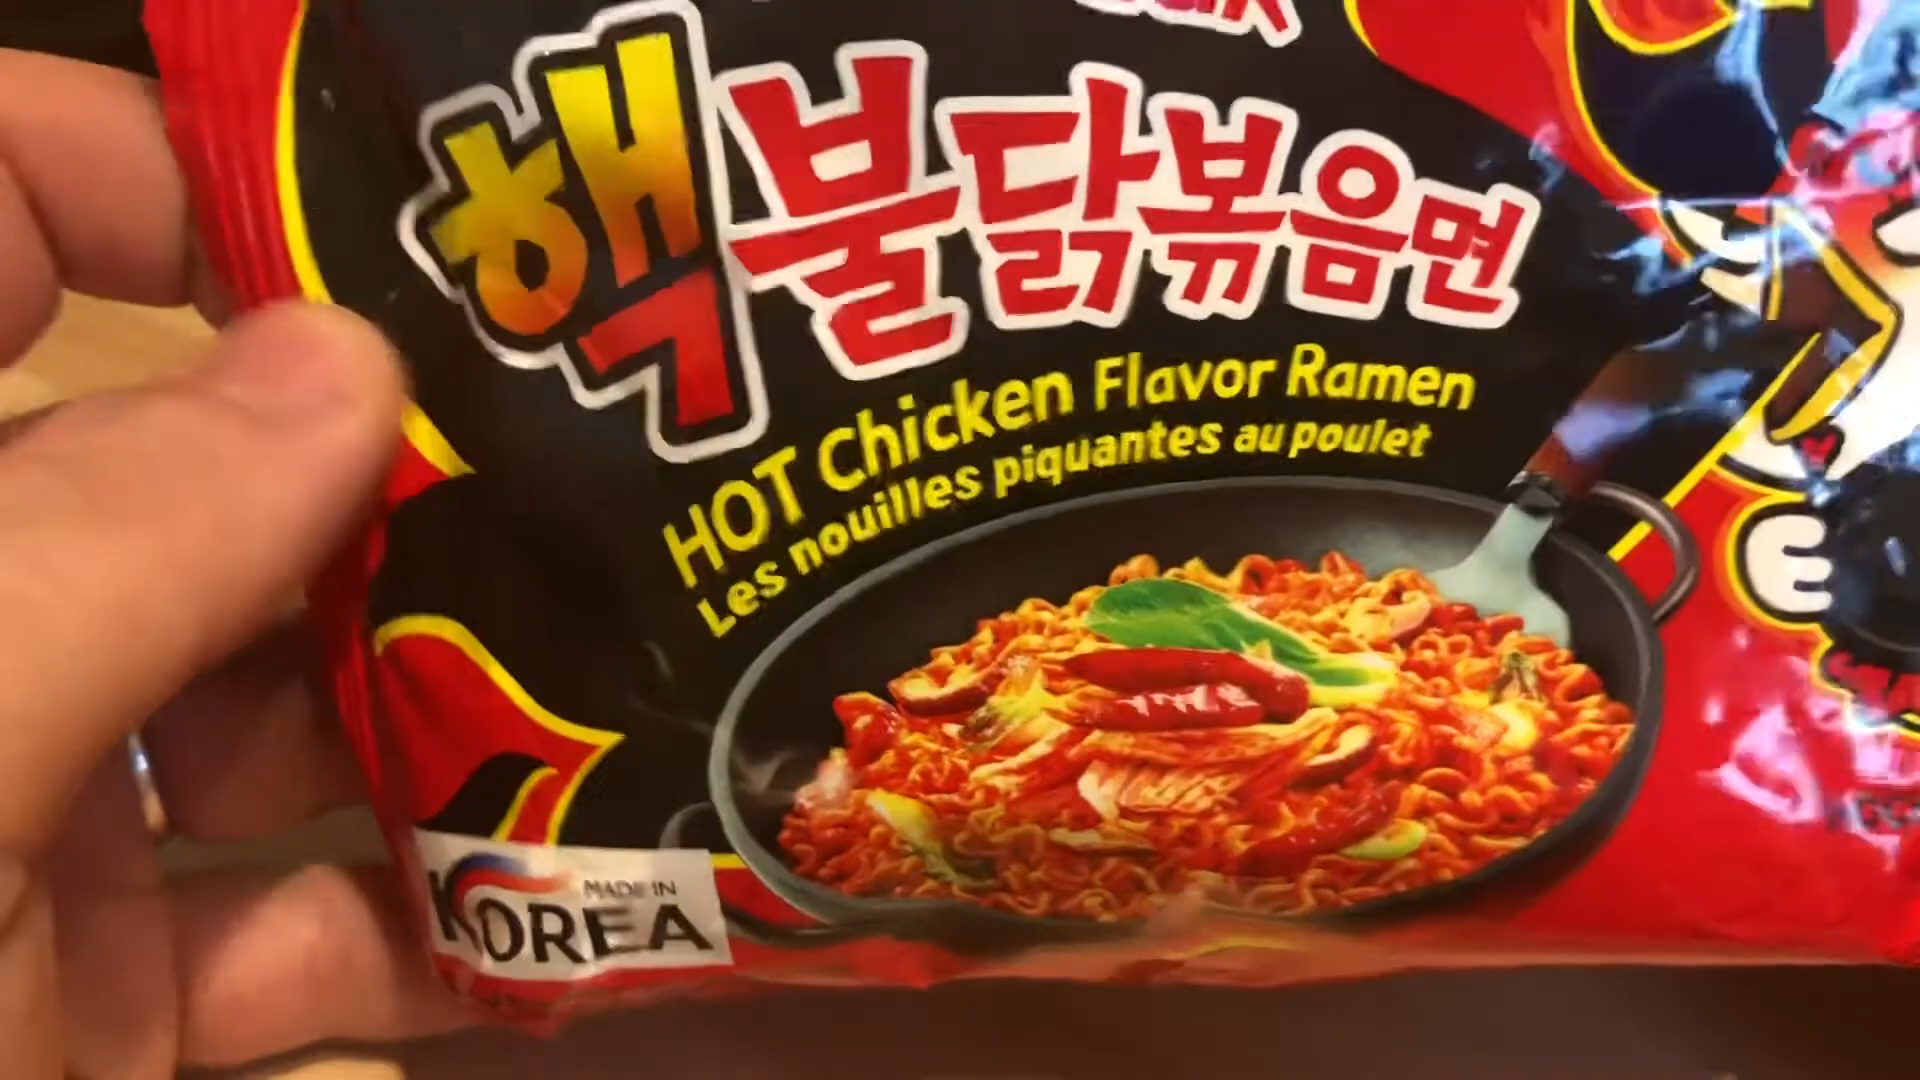 핵불닭볶음면
HOT Chicken Flavor Ramen
Les nouilles piquantes au poulet
MADE IN
KOREA